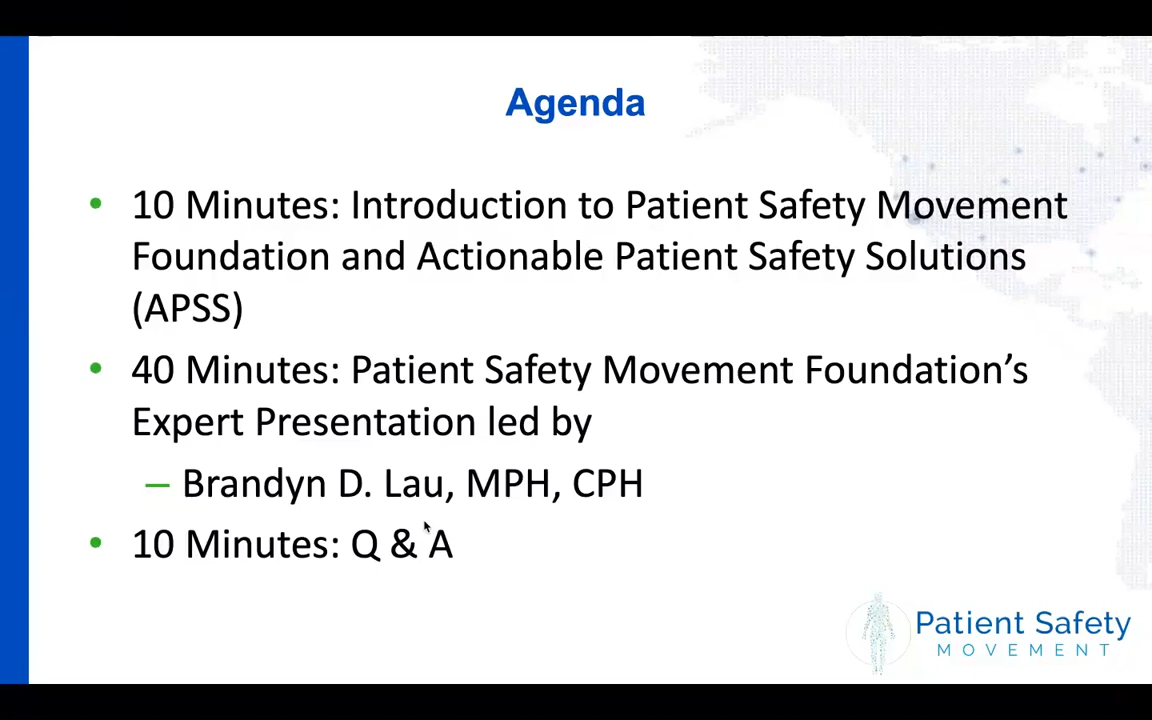 Agenda
• 10 Minutes: Introduction to Patient Safety Movement
Foundation and Actionable Patient Safety Solutions
(APSS)
• 40 Minutes: Patient Safety Movement Foundation’s
Expert Presentation led by
– Brandyn D. Lau, MPH, CPH
• 10 Minutes: Q & A
Patient Safety
MOVEMENT